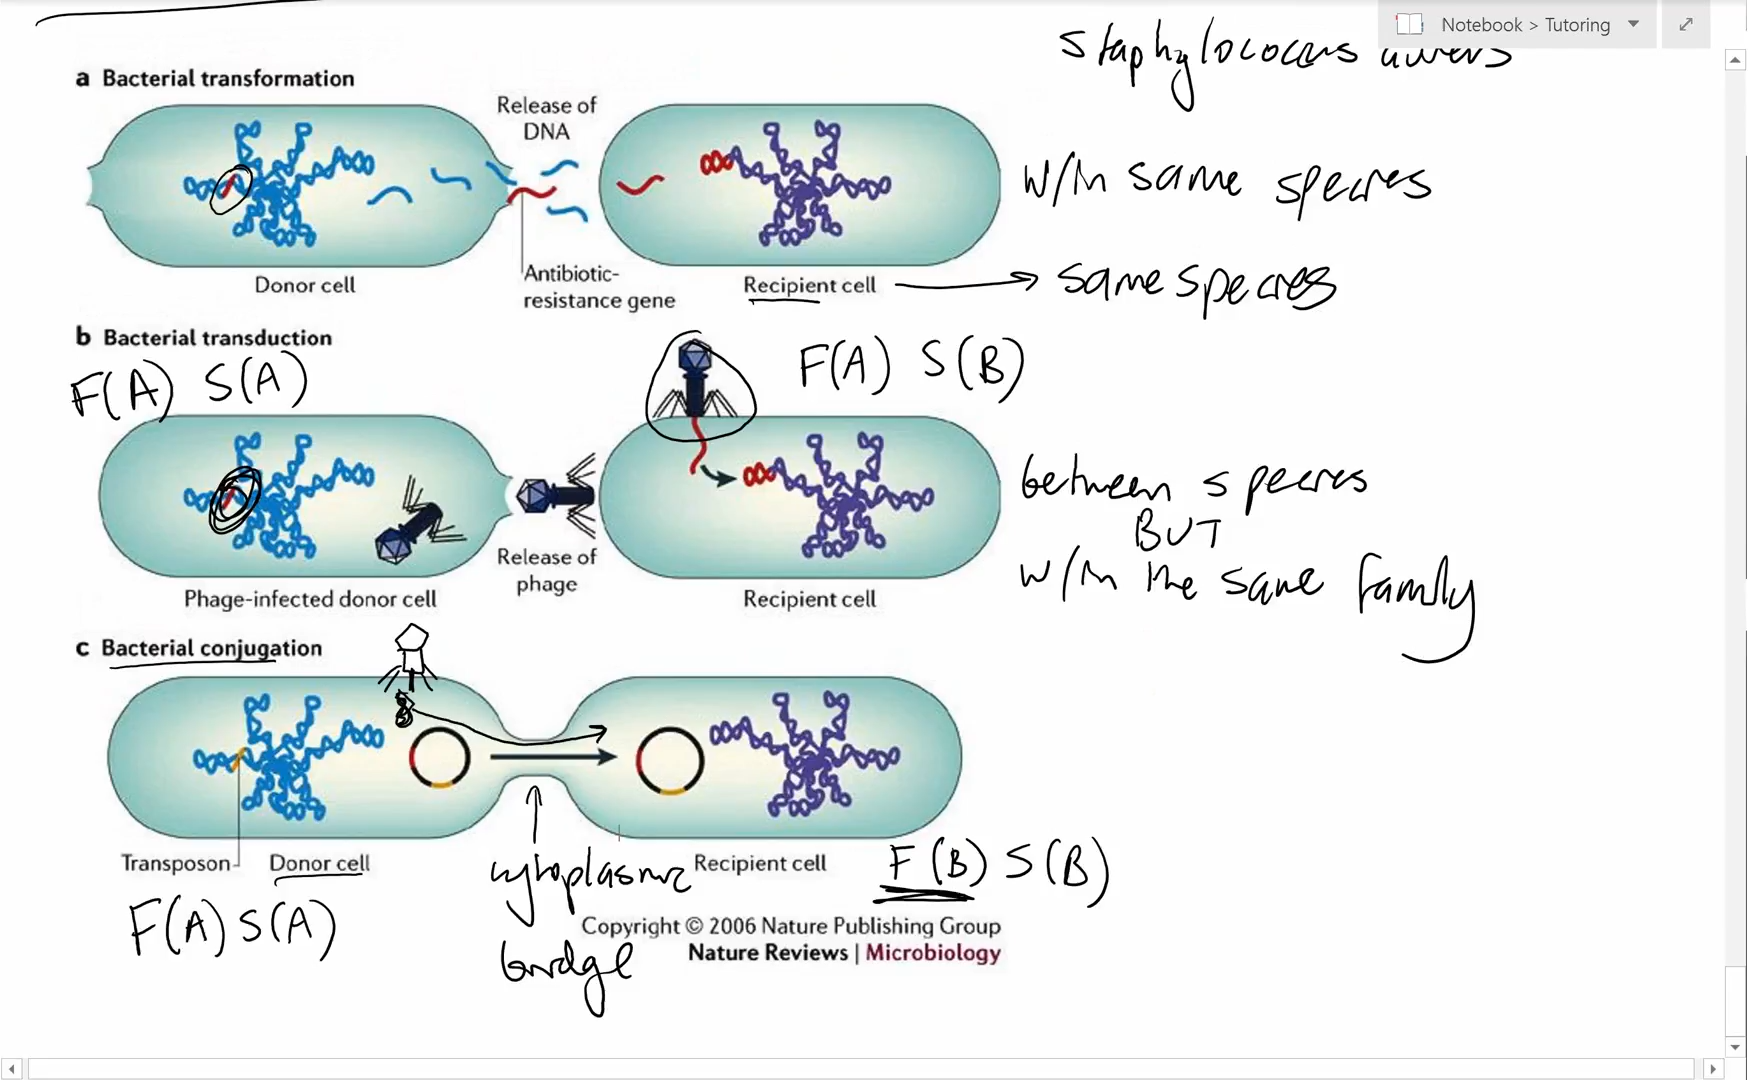 Notebook > Tutoring
Staphylococcus
a Bacterial transformation
Release of
DNA
w/in same species
Antibiotic-
resistance gene
Donor cell
Recipient cell
same species
b Bacterial transduction
F(A) S(A)
F(A) S(B)
between species
BUT
w/in the same family
Release of
phage
Phage-infected donor cell
Recipient cell
c Bacterial conjugation
Transposon
Donor cell
Recipient cell
F(A) S(A)
cytoplasmic
bridge
F(B) S(B)
Copyright © 2006 Nature Publishing Group
Nature Reviews | Microbiology